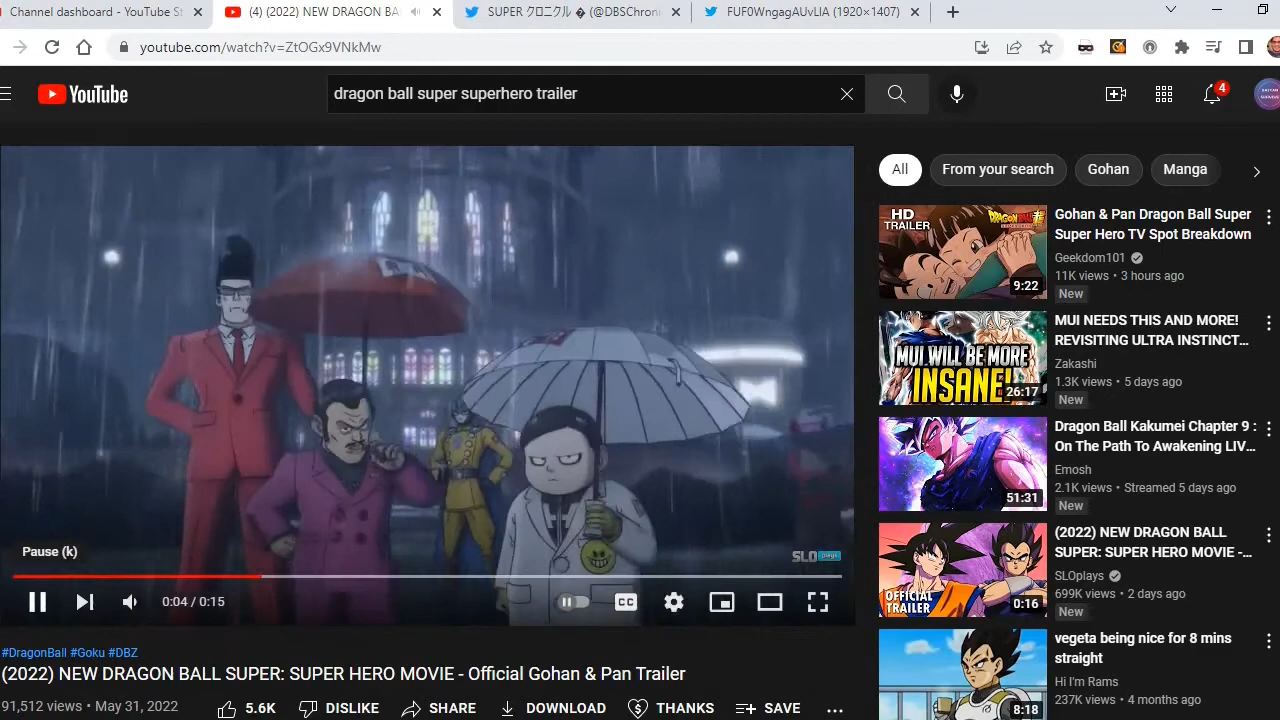 Channel dashboard - YouTube St
(4) (2022) NEW DRAGON BA
SUPER クロニクル � (@DBSChroni
FUF0WngagAUvLIA (1920×1407)
youtube.com/watch?v=ZtOGx9VNkMw
YouTube
dragon ball super superhero trailer
4
All
From your search
Gohan
Manga
HD
TRAILER
DRAGONBALL
9:22
Gohan & Pan Dragon Ball Super
Super Hero TV Spot Breakdown
Geekdom101
11K views • 3 hours ago
New
MUI WILL BE MORE
INSANE!
26:17
MUI NEEDS THIS AND MORE!
REVISITING ULTRA INSTINCT...
Zakashi
1.3K views • 5 days ago
New
51:31
Dragon Ball Kakumei Chapter 9 :
On The Path To Awakening LIV...
Emosh
2.1K views • Streamed 5 days ago
New
OFFICIAL
TRAILER
0:16
(2022) NEW DRAGON BALL
SUPER: SUPER HERO MOVIE -...
SLOplays
699K views • 2 days ago
New
8:18
vegeta being nice for 8 mins
straight
Hi I'm Rams
237K views • 4 months ago
SLO plays
Pause (k)
0:04 / 0:15
CC
#DragonBall #Goku #DBZ
(2022) NEW DRAGON BALL SUPER: SUPER HERO MOVIE - Official Gohan & Pan Trailer
91,512 views • May 31, 2022
5.6K
DISLIKE
SHARE
DOWNLOAD
THANKS
SAVE